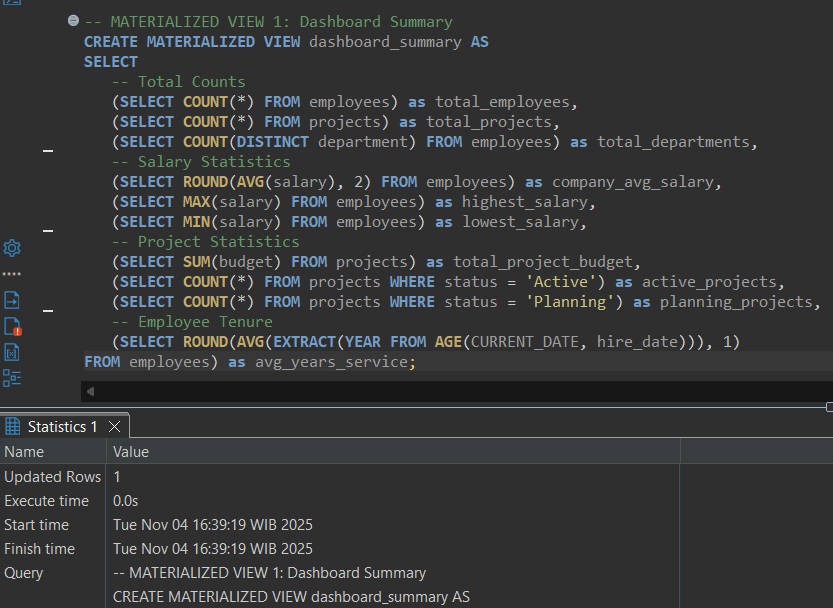 -- MATERIALIZED VIEW 1: Dashboard Summary
CREATE MATERIALIZED VIEW dashboard_summary AS
SELECT
-- Total Counts
(SELECT COUNT(*) FROM employees) as total_employees,
(SELECT COUNT(*) FROM projects) as total_projects,
(SELECT COUNT(DISTINCT department) FROM employees) as total_departments,
-- Salary Statistics
(SELECT ROUND(AVG(salary), 2) FROM employees) as company_avg_salary,
(SELECT MAX(salary) FROM employees) as highest_salary,
(SELECT MIN(salary) FROM employees) as lowest_salary,
-- Project Statistics
(SELECT SUM(budget) FROM projects) as total_project_budget,
(SELECT COUNT(*) FROM projects WHERE status = 'Active') as active_projects,
(SELECT COUNT(*) FROM projects WHERE status = 'Planning') as planning_projects,
-- Employee Tenure
(SELECT ROUND(AVG(EXTRACT(YEAR FROM AGE(CURRENT_DATE, hire_date))), 1)
FROM employees) as avg_years_service;
Statistics 1
Name Value
Updated Rows 1
Execute time 0.0s
Start time Tue Nov 04 16:39:19 WIB 2025
Finish time Tue Nov 04 16:39:19 WIB 2025
Query -- MATERIALIZED VIEW 1: Dashboard Summary
CREATE MATERIALIZED VIEW dashboard_summary AS